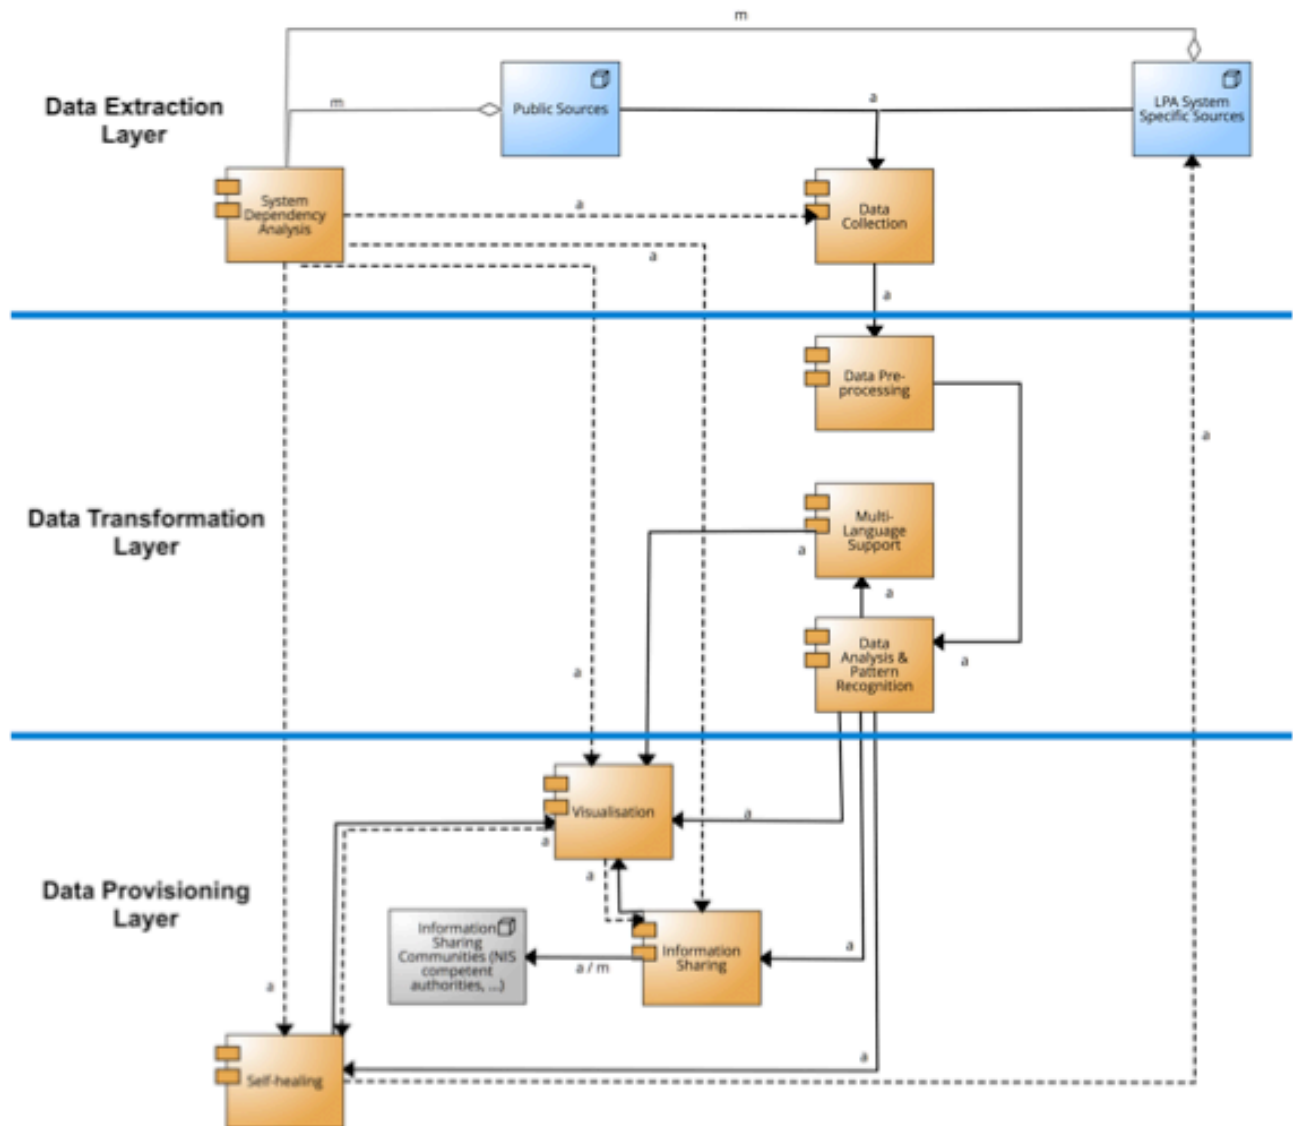 m
Data Extraction
Layer
m
Public Sources
a
LPA System
Specific Sources
System
Dependency
Analysis
a
Data
Collection
a
a
Data Pre-
processing
a
Data Transformation
Layer
Multi-
Language
Support
a
a
Data
Analysis &
Pattern
Recognition
a
a
Visualisation
a
a
a
Data Provisioning
Layer
Information
Sharing
Communities (NIS
competent
authorities, ...)
a / m
Information
Sharing
a
a
a
Self-healing